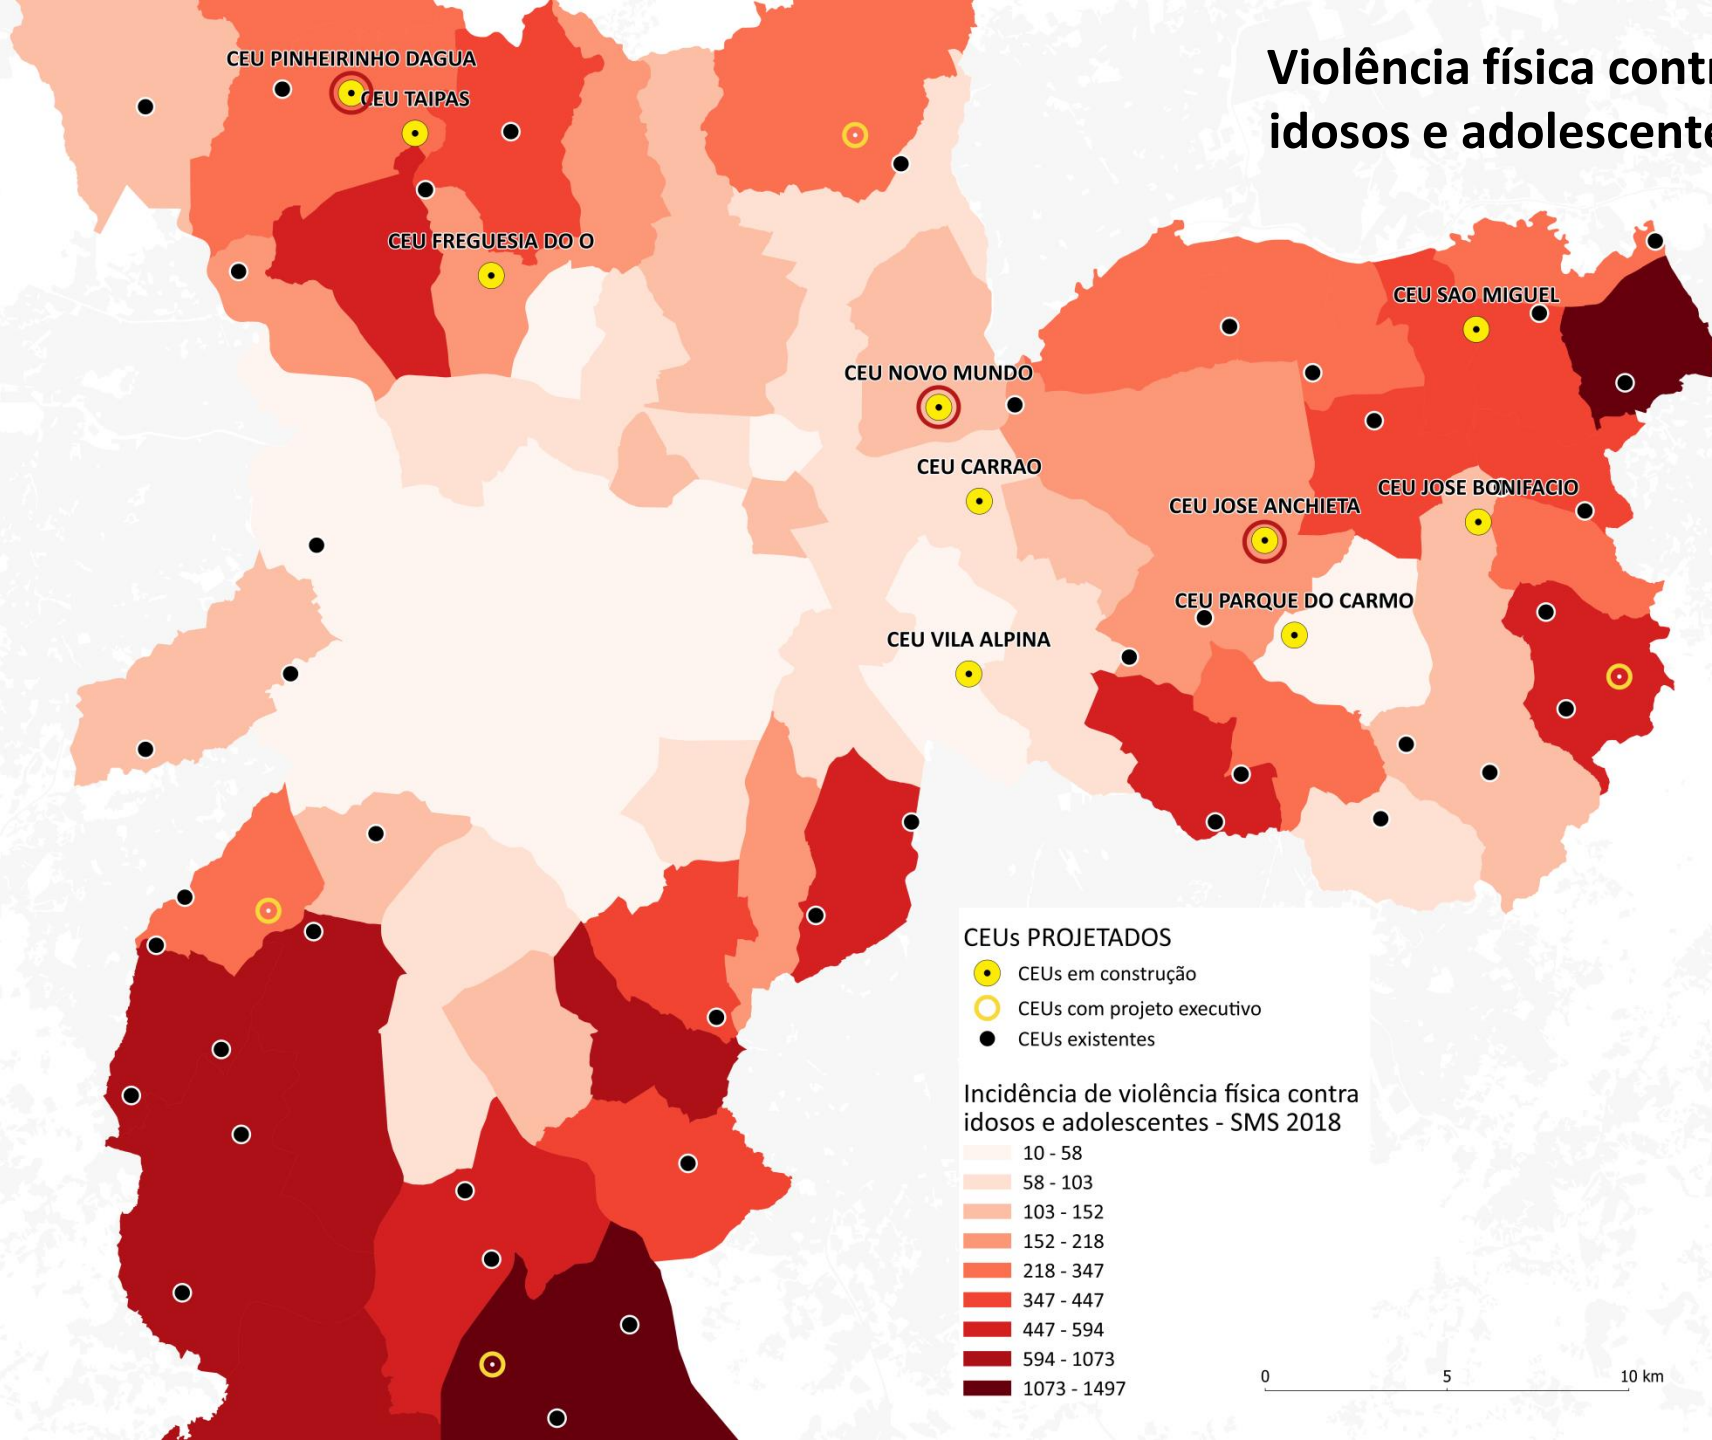 Violência física contr
idosos e adolescente
CEU PINHEIRINHO DAGUA
CEU TAIPAS
CEU FREGUESIA DO O
CEU SAO MIGUEL
CEU NOVO MUNDO
CEU CARRAO
CEU JOSE BONIFACIO
CEU JOSE ANCHIETA
CEU PARQUE DO CARMO
CEU VILA ALPINA
CEUs PROJETADOS
CEUs em construção
CEUs com projeto executivo
CEUs existentes
Incidência de violência física contra
idosos e adolescentes - SMS 2018
10 - 58
58 - 103
103 - 152
152 - 218
218 - 347
347 - 447
447 - 594
594 - 1073
1073 - 1497
0 5 10 km